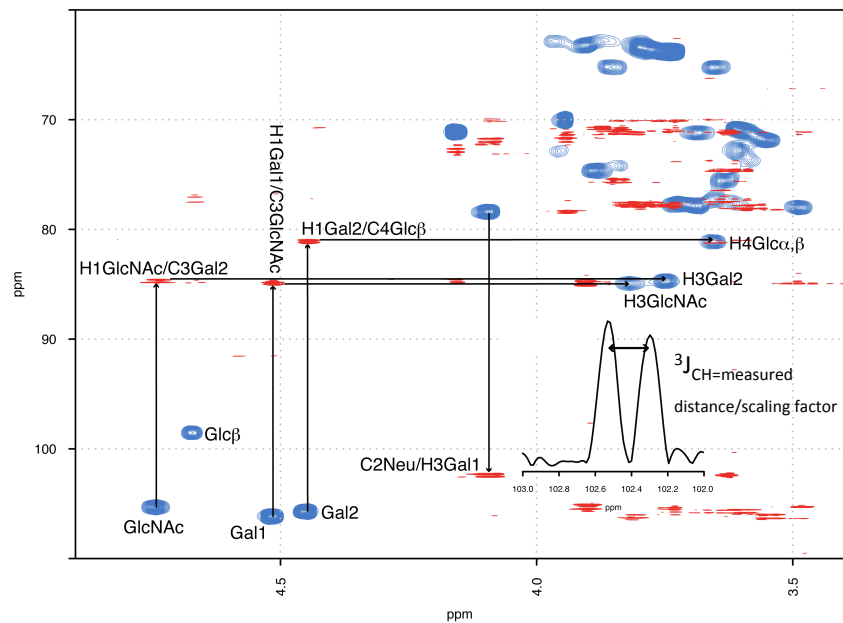 70
80
90
100
ppm
4.5
4.0
3.5
ppm
H1Gal1/C3GlcNAc
H1Gal2/C4Glcβ
H4Glcα,β
H1GlcNAc/C3Gal2
H3Gal2
H3GlcNAc
Glcβ
C2Neu/H3Gal1
GlcNAc
Gal1
Gal2
³J CH=measured
distance/scaling factor
103.0 102.8 102.6 102.4 102.2 102.0
ppm